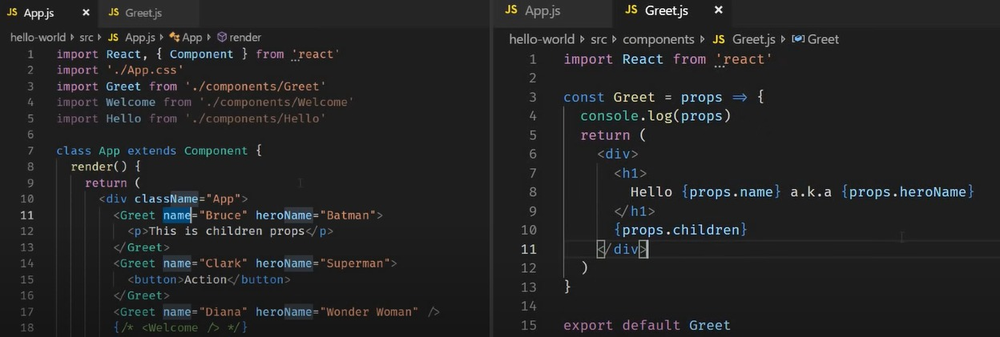 JS App.js × JS Greet.js
hello-world › src › JS App.js › App › render
1 import React, { Component } from 'react'
2 import './App.css'
3 import Greet from './components/Greet'
4 import Welcome from './components/Welcome'
5 import Hello from './components/Hello'
6
7 class App extends Component {
8 render() {
9 return (
10 <div className="App">
11 <Greet name="Bruce" heroName="Batman">
12 <p>This is children props</p>
13 </Greet>
14 <Greet name="Clark" heroName="Superman">
15 <button>Action</button>
16 </Greet>
17 <Greet name="Diana" heroName="Wonder Woman" />
18 {/* <Welcome /> */}
JS App.js JS Greet.js ×
hello-world › src › components › JS Greet.js › Greet
1 import React from 'react'
2
3 const Greet = props => {
4 console.log(props)
5 return (
6 <div>
7 <h1>
8 Hello {props.name} a.k.a {props.heroName}
9 </h1>
10 {props.children}
11 </div>
12 )
13 }
14
15 export default Greet